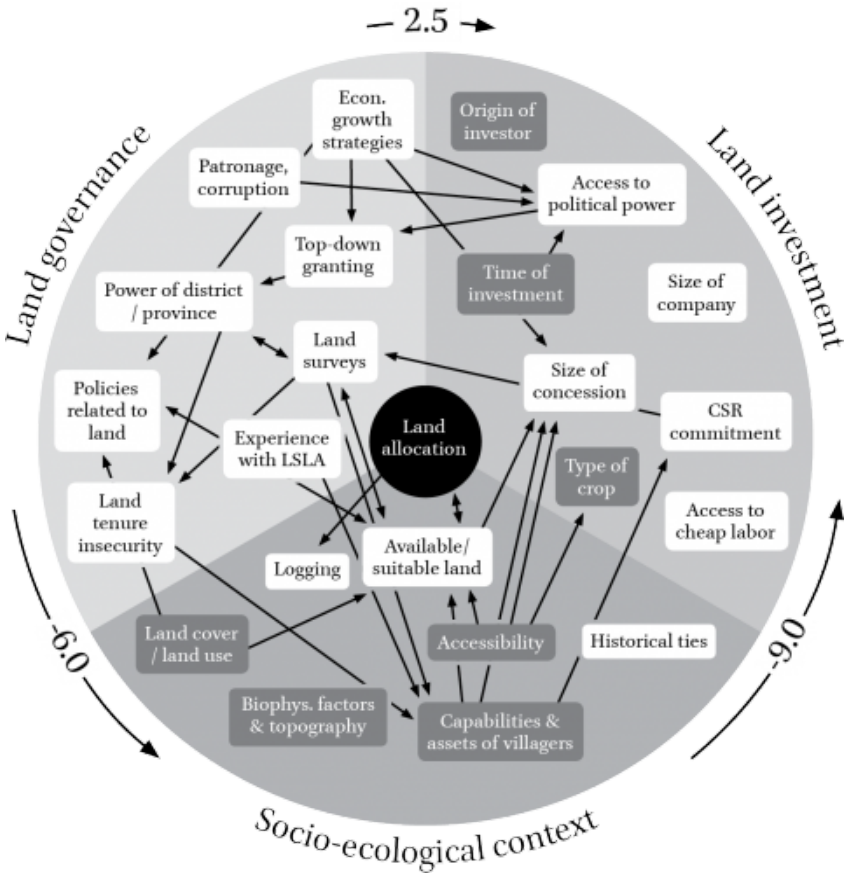 2.5
Land governance
Land investment
Econ.
growth
strategies
Origin of
investor
Patronage,
corruption
Access to
political power
Top-down
granting
Time of
investment
Size of
company
Power of district
/ province
Land
surveys
Size of
concession
Policies
related to
land
CSR
commitment
Experience
with LSLA
Land
allocation
Type of
crop
Land
tenure
insecurity
Access to
cheap labor
Available/
suitable land
Logging
Land cover
/ land use
Accessibility
Historical ties
-6.0
-9.0
Biophys. factors
& topography
Capabilities &
assets of villagers
Socio-ecological context